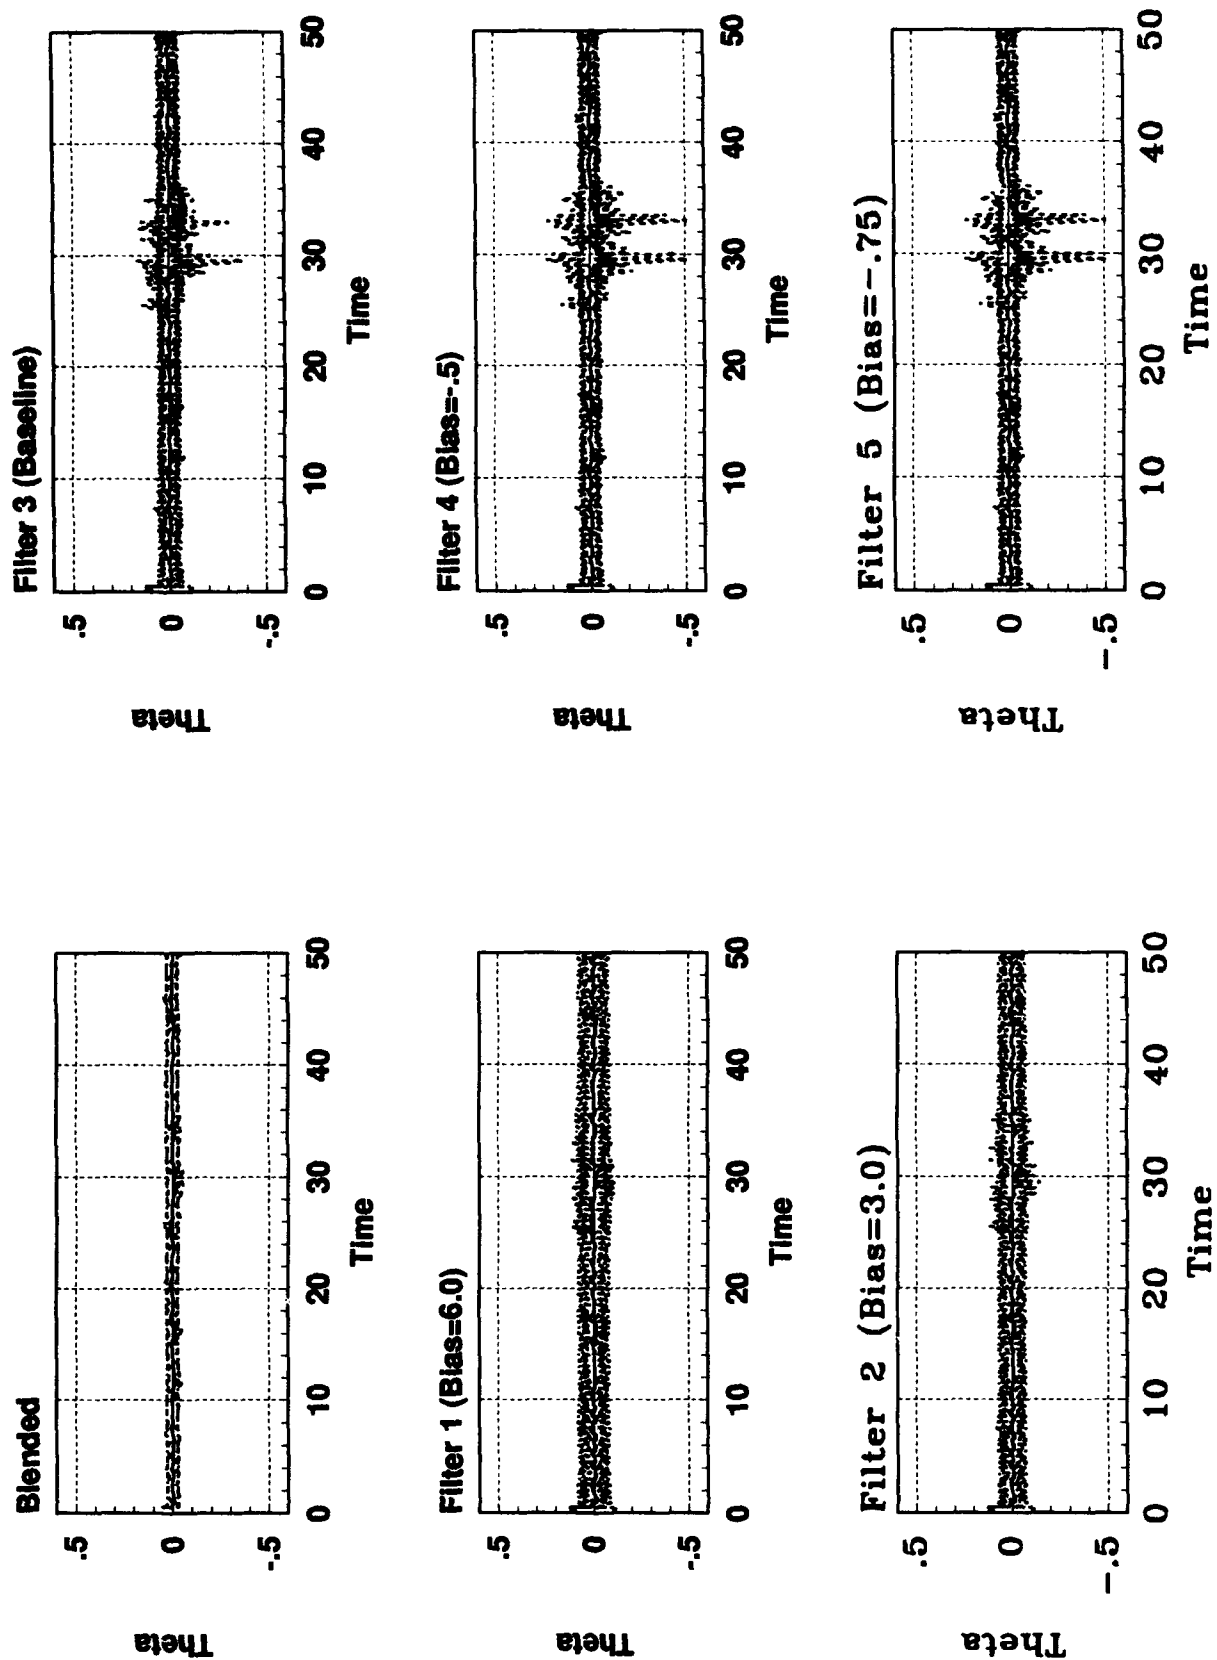 Blended
Theta
.5
0
-.5
0 10 20 30 40 50
Time
Filter 1 (Bias=6.0)
Theta
.5
0
-.5
0 10 20 30 40 50
Time
Filter 2 (Bias=3.0)
Theta
.5
0
-.5
0 10 20 30 40 50
Time
Filter 3 (Baseline)
Theta
.5
0
-.5
0 10 20 30 40 50
Time
Filter 4 (Bias=-.5)
Theta
.5
0
-.5
0 10 20 30 40 50
Time
Filter 5 (Bias=-.75)
Theta
.5
0
-.5
0 10 20 30 40 50
Time